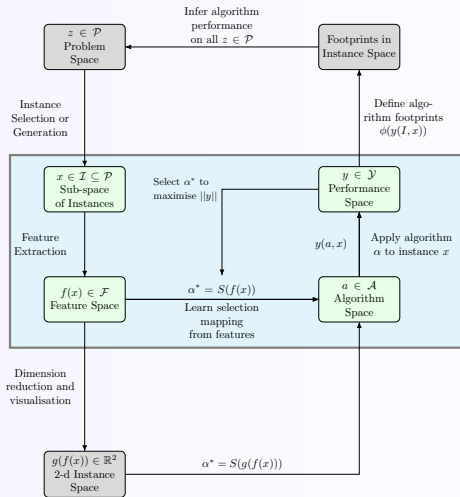 Infer algorithm
performance
on all z ∈ P
z ∈ P
Problem
Space
Footprints in
Instance Space
Instance
Selection or
Generation
Define algo-
rithm footprints
ϕ(y(I, x))
x ∈ I ⊆ P
Sub-space
of Instances
Select α* to
maximise ||y||
y ∈ Y
Performance
Space
Feature
Extraction
y(a, x)
Apply algorithm
α to instance x
f(x) ∈ F
Feature Space
α* = S(f(x))
Learn selection
mapping
from features
a ∈ A
Algorithm
Space
Dimension
reduction and
visualisation
g(f(x)) ∈ ℝ²
2-d Instance
Space
α* = S(g(f(x)))